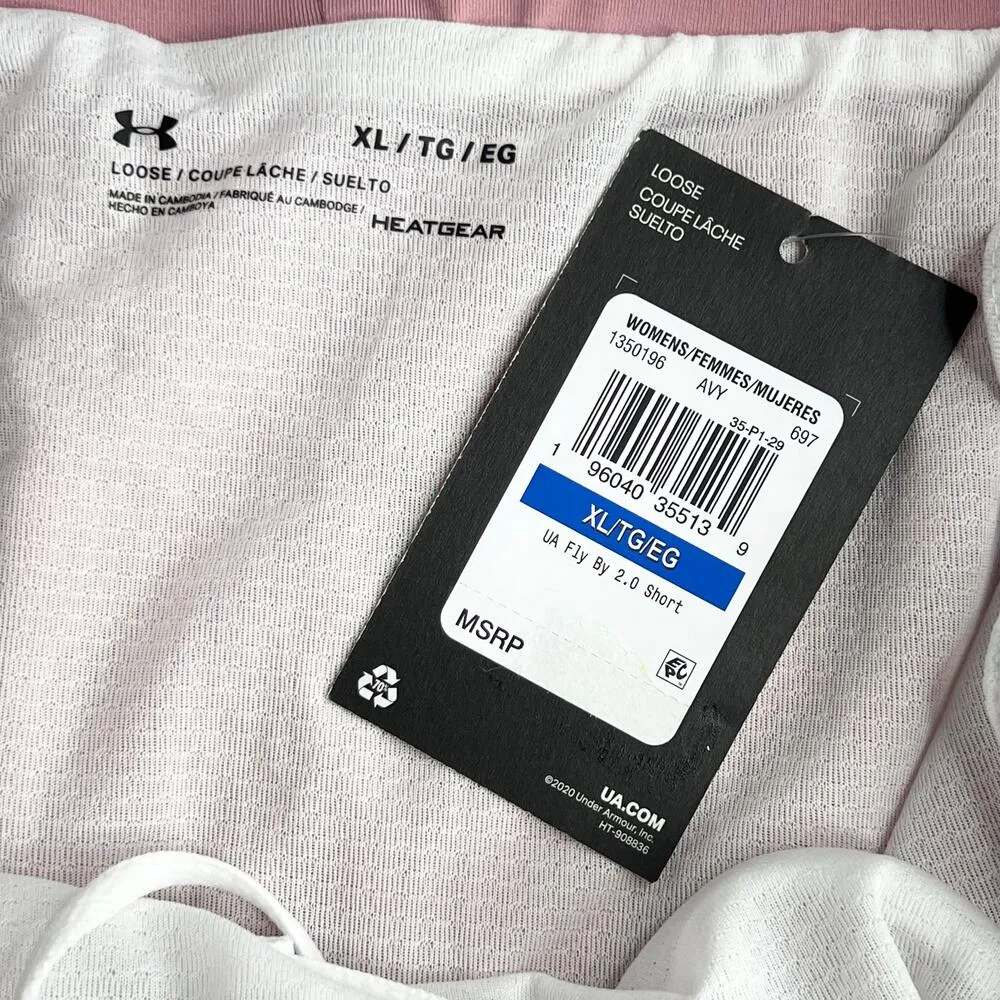 XL / TG / EG
LOOSE / COUPE LÂCHE / SUELTO
MADE IN CAMBODIA / FABRIQUÉ AU CAMBODGE /
HECHO EN CAMBOYA
HEATGEAR
LOOSE
COUPE LÂCHE
SUELTO
WOMENS/FEMMES/MUJERES
1350196 AVY 697
35-P1-29
1 96040 35513 9
XL/TG/EG
UA Fly By 2.0 Short
MSRP
70%
UA.COM
©2020 Under Armour, Inc.
HT-908836